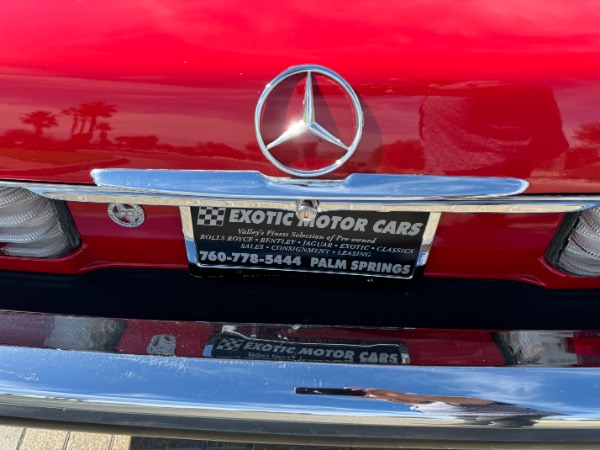 EXOTIC MOTOR CARS
Valley's Finest Selection of Pre-owned
ROLLS ROYCE • BENTLEY • JAGUAR • EXOTIC • CLASSICS
SALES • CONSIGNMENT • LEASING
760-778-5444 PALM SPRINGS
EXOTIC MOTOR CARS